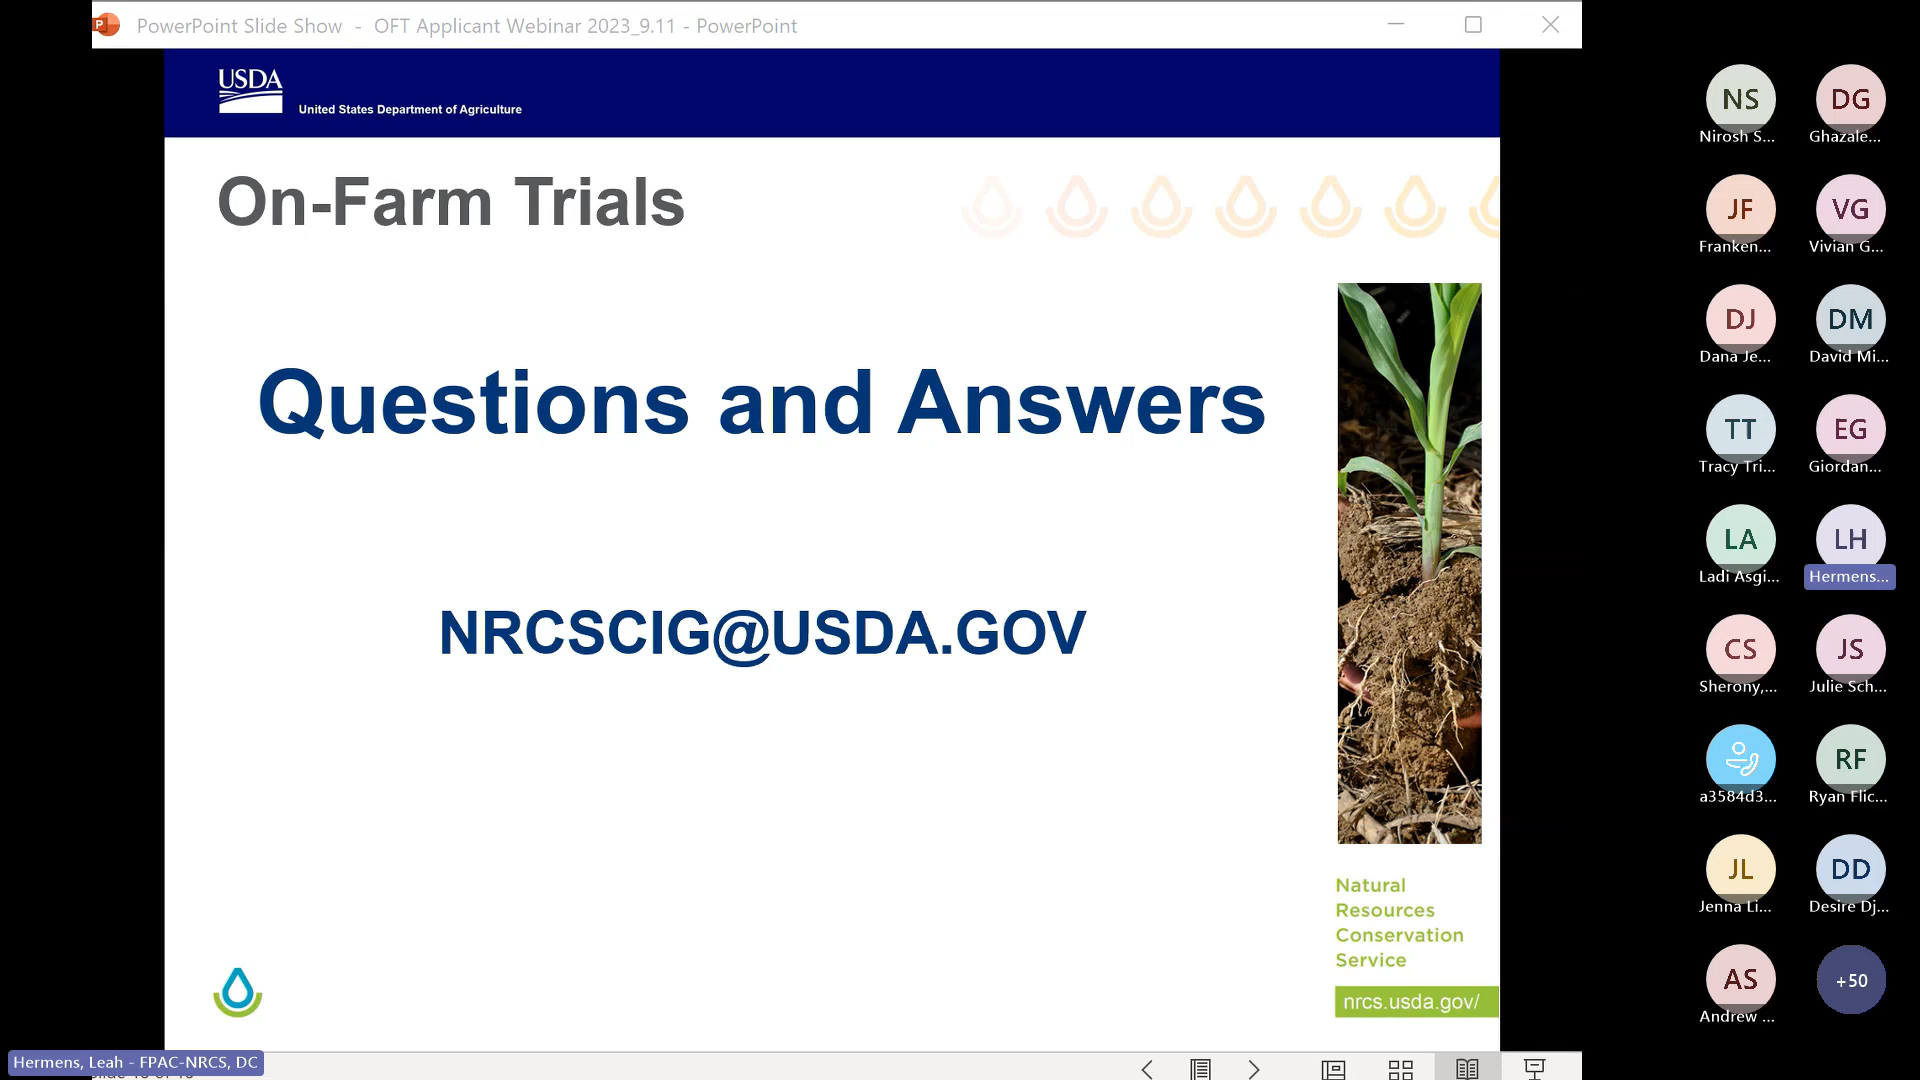 PowerPoint Slide Show - OFT Applicant Webinar 2023_9.11 - PowerPoint
USDA
United States Department of Agriculture
On-Farm Trials
Questions and Answers
NRCSCIG@USDA.GOV
Natural
Resources
Conservation
Service
nrcs.usda.gov/
NS
Nirosh S...
DG
Ghazale...
JF
Franken...
VG
Vivian G...
DJ
Dana Je...
DM
David Mi...
TT
Tracy Tri...
EG
Giordan...
LA
Ladi Asgi...
LH
Hermens...
CS
Sherony,...
JS
Julie Sch...
a3584d3...
RF
Ryan Flic...
JL
Jenna Li...
DD
Desire Dj...
AS
Andrew ...
+50
Hermens, Leah - FPAC-NRCS, DC